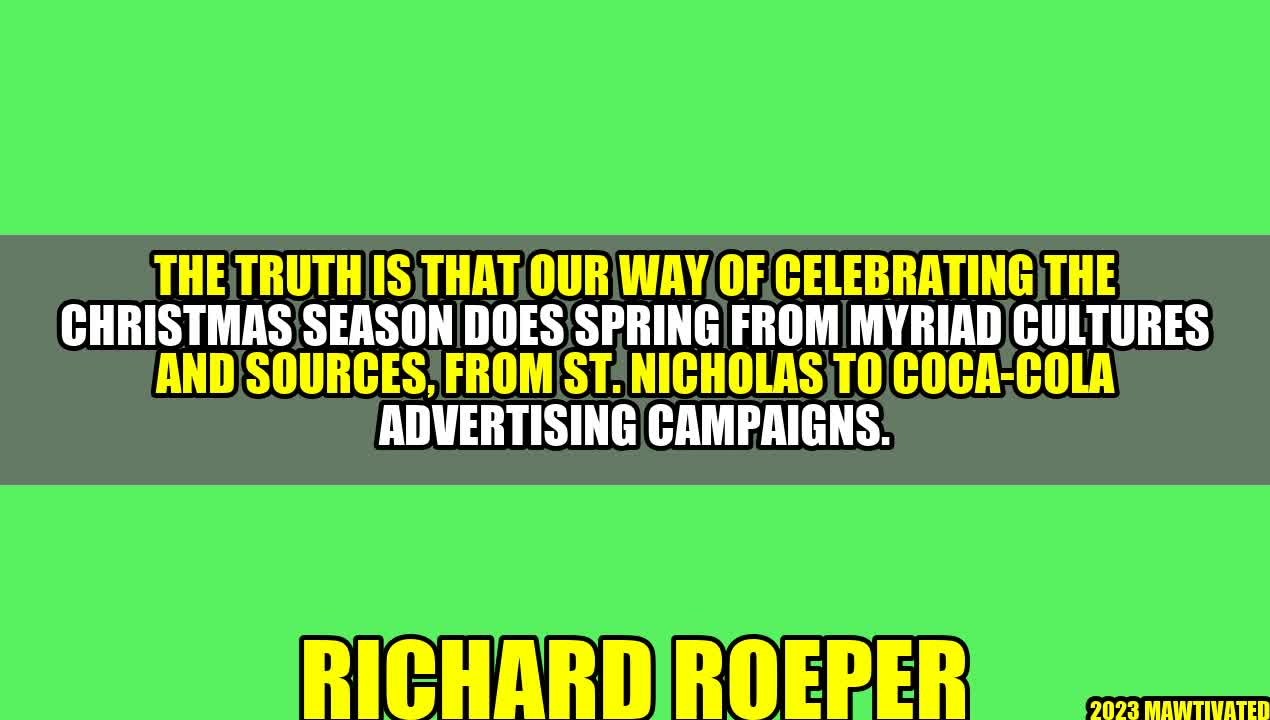 THE TRUTH IS THAT OUR WAY OF CELEBRATING THE
CHRISTMAS SEASON DOES SPRING FROM MYRIAD CULTURES
AND SOURCES, FROM ST. NICHOLAS TO COCA-COLA
ADVERTISING CAMPAIGNS.
RICHARD ROEPER
2023 MAWTIVATED